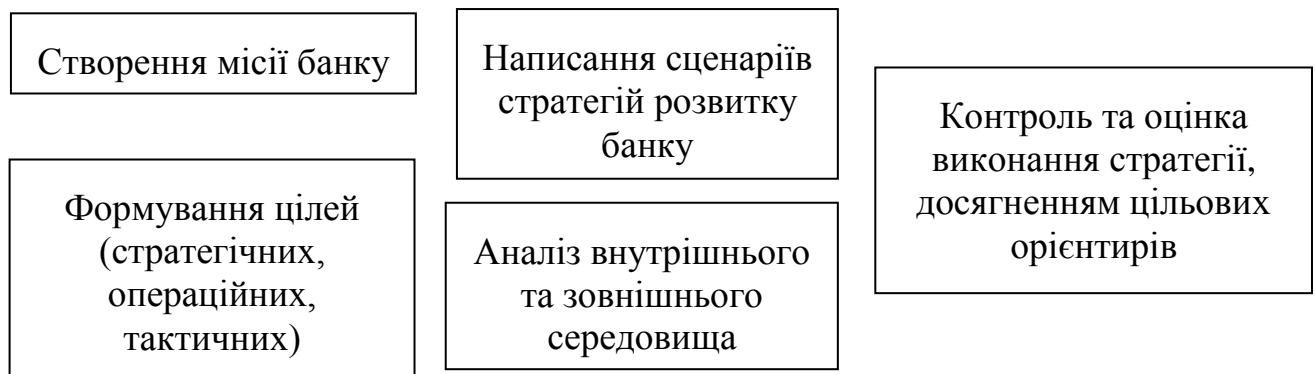 Створення місії банку
Формування цілей
(стратегічних,
операційних,
тактичних)
Написання сценаріїв
стратегій розвитку
банку
Аналіз внутрішнього
та зовнішнього
середовища
Контроль та оцінка
виконання стратегії,
досягненням цільових
орієнтирів